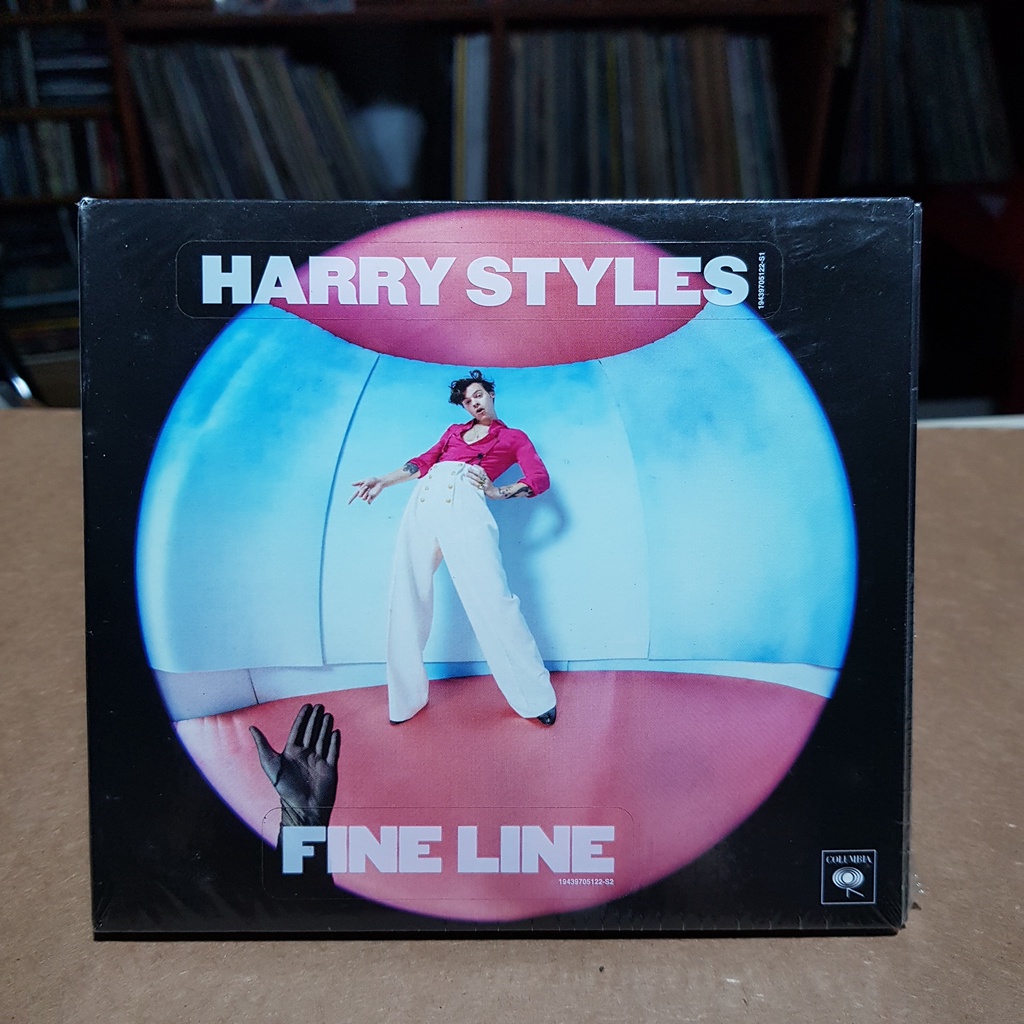 HARRY STYLES
19439705122-S1
FINE LINE
19439705122-S2
COLUMBIA